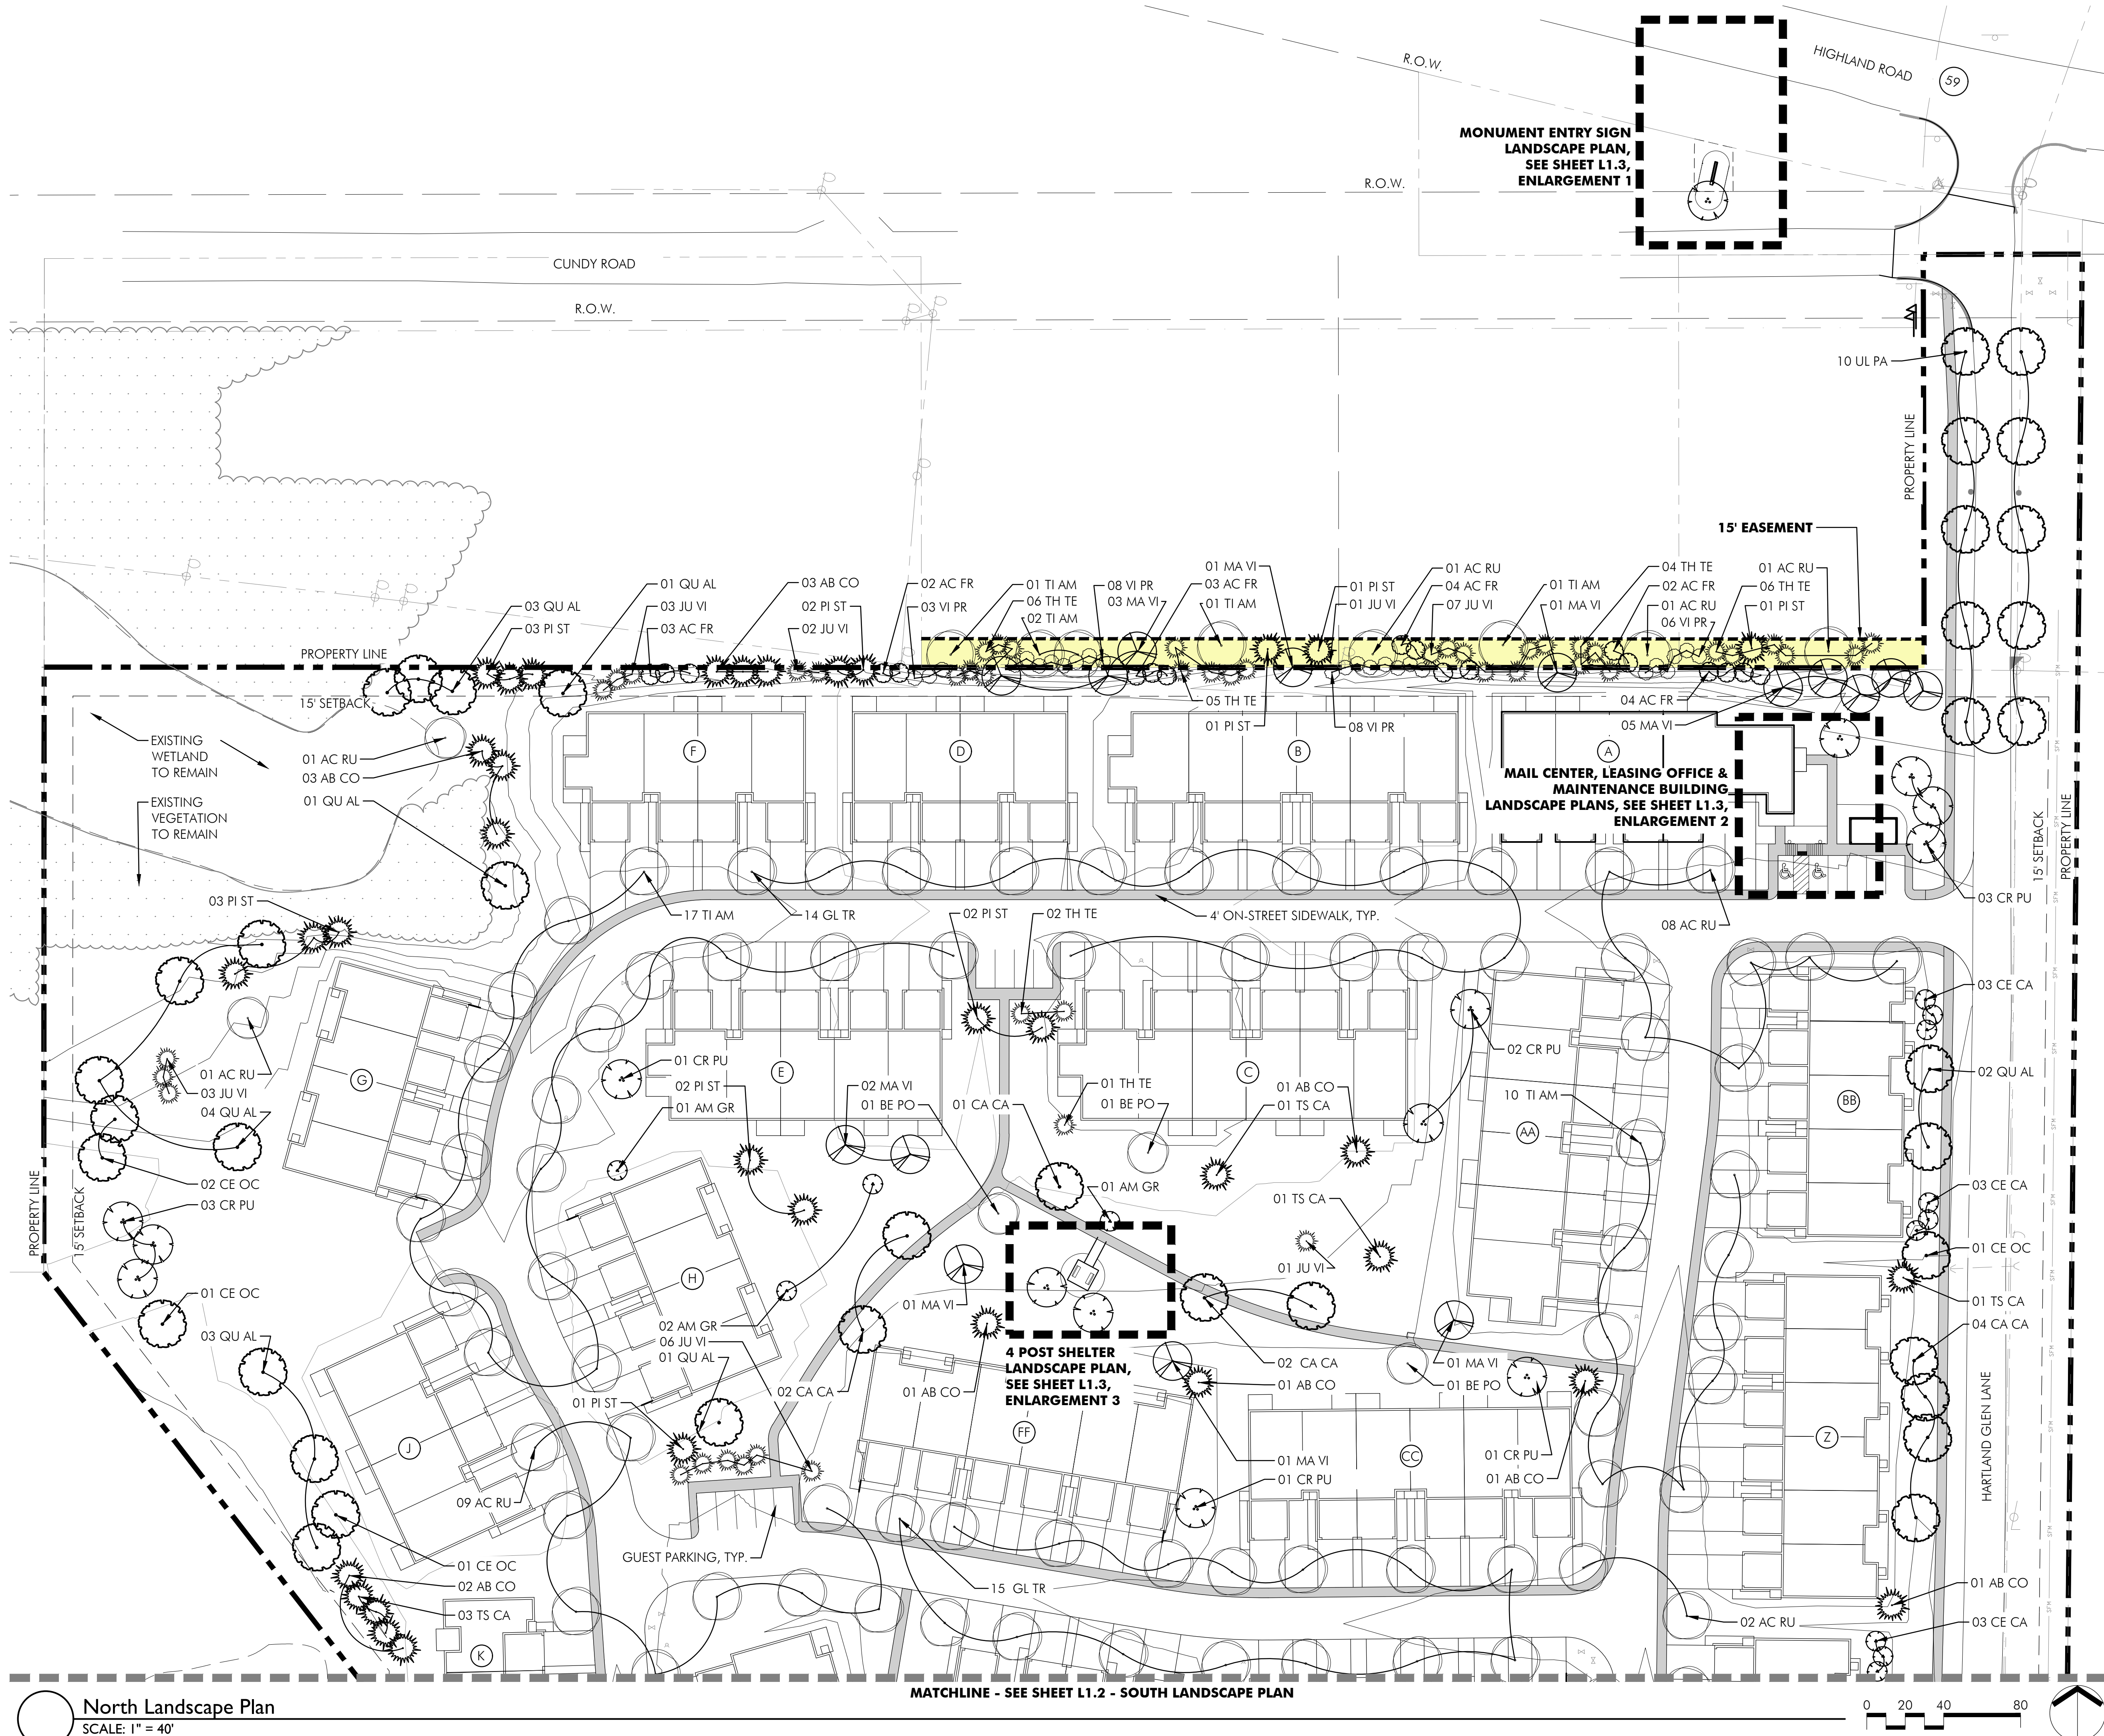 R.O.W.
HIGHLAND ROAD
59
MONUMENT ENTRY SIGN
LANDSCAPE PLAN,
SEE SHEET L1.3,
ENLARGEMENT 1
R.O.W.
CUNDY ROAD
R.O.W.
10 UL PA
PROPERTY LINE
15' EASEMENT
01 QU AL
03 AB CO
02 AC FR
01 TI AM
08 VI PR
01 MA VI
03 AC FR
01 PI ST
01 AC RU
04 AC FR
01 TI AM
04 TH TE
02 AC FR
01 AC RU
06 TH TE
03 QU AL
03 JU VI
02 PI ST
03 VI PR
06 TH TE
03 MA VI
01 TI AM
01 JU VI
07 JU VI
01 MA VI
01 AC RU
01 PI ST
03 PI ST
03 AC FR
02 JU VI
02 TI AM
06 VI PR
PROPERTY LINE
15' SETBACK
05 TH TE
04 AC FR
01 PI ST
08 VI PR
05 MA VI
EXISTING
WETLAND
TO REMAIN
01 AC RU
03 AB CO
F
D
B
A
MAIL CENTER, LEASING OFFICE &
MAINTENANCE BUILDING
LANDSCAPE PLANS, SEE SHEET L1.3,
ENLARGEMENT 2
EXISTING
VEGETATION
TO REMAIN
01 QU AL
15' SETBACK
PROPERTY LINE
03 PI ST
17 TI AM
14 GL TR
02 PI ST
02 TH TE
4' ON-STREET SIDEWALK, TYP.
08 AC RU
03 CR PU
03 CE CA
01 AC RU
03 JU VI
04 QU AL
G
01 CR PU
02 PI ST
01 AM GR
E
02 MA VI
01 BE PO
01 CA CA
01 TH TE
01 BE PO
C
01 AB CO
01 TS CA
02 CR PU
10 TI AM
AA
BB
02 QU AL
02 CE OC
03 CR PU
PROPERTY LINE
15' SETBACK
01 AM GR
01 TS CA
03 CE CA
01 CE OC
01 JU VI
H
01 CE OC
01 MA VI
01 TS CA
04 CA CA
03 QU AL
02 AM GR
06 JU VI
01 QU AL
4 POST SHELTER
LANDSCAPE PLAN,
SEE SHEET L1.3,
ENLARGEMENT 3
02 CA CA
01 AB CO
01 MA VI
01 BE PO
02 CA CA
01 AB CO
01 PI ST
HARTLAND GLEN LANE
J
FF
CC
Z
01 MA VI
01 CR PU
01 CR PU
01 AB CO
09 AC RU
GUEST PARKING, TYP.
01 CE OC
02 AB CO
03 TS CA
15 GL TR
01 AB CO
02 AC RU
03 CE CA
K
MATCHLINE - SEE SHEET L1.2 - SOUTH LANDSCAPE PLAN
North Landscape Plan
SCALE: 1" = 40'
0 20 40 80